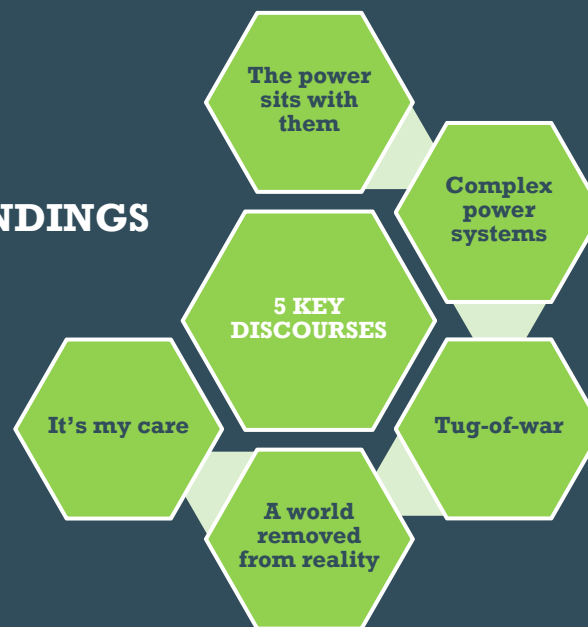 NDINGS
The power
sits with
them
Complex
power
systems
5 KEY
DISCOURSES
Tug-of-war
A world
removed
from reality
It's my care